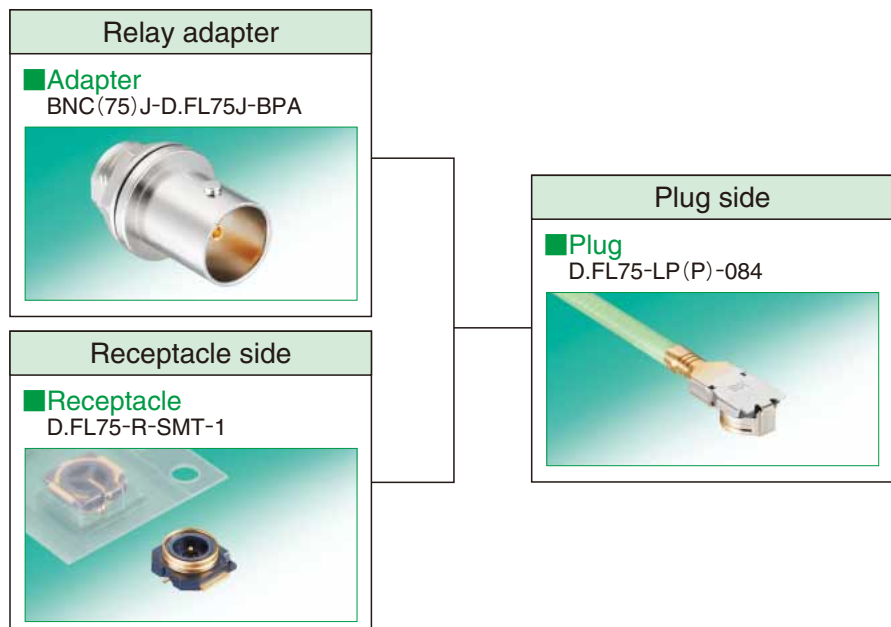 Relay adapter
■Adapter
BNC(75)J-D.FL75J-BPA
Receptacle side
■Receptacle
D.FL75-R-SMT-1
Plug side
■Plug
D.FL75-LP(P)-084